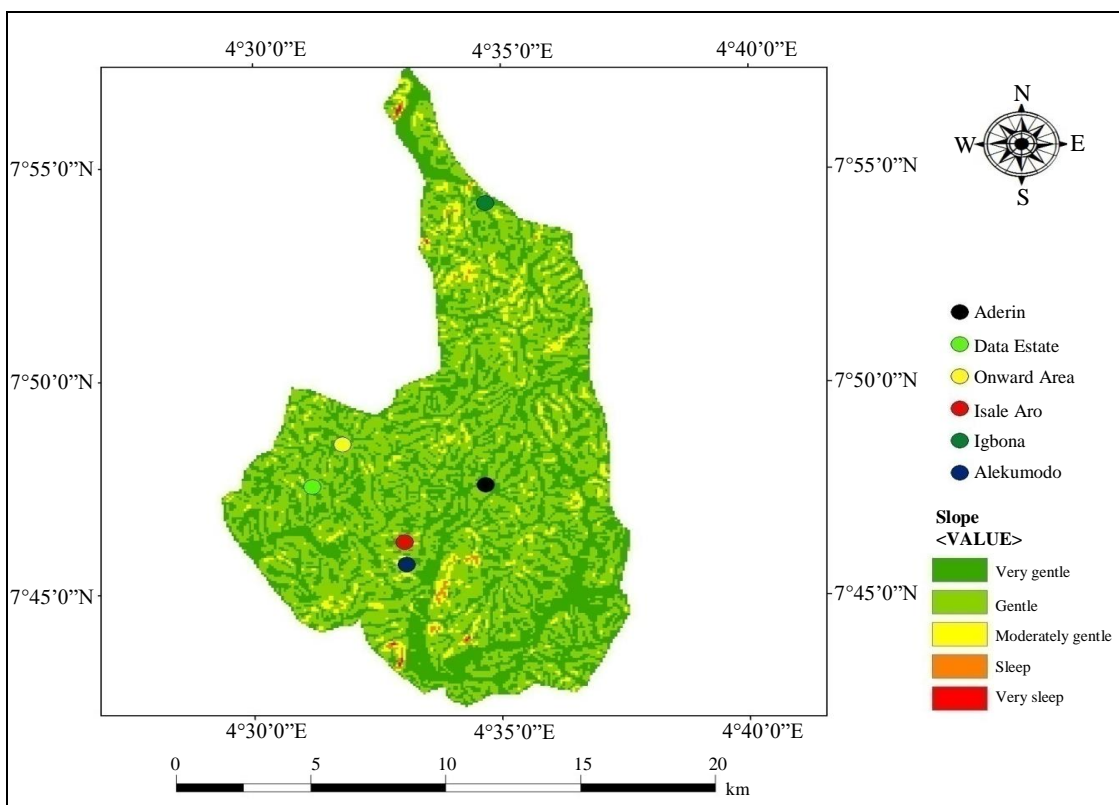 4°30’0”E 4°35’0”E 4°40’0”E
N
W E
S
7°55’0”N 7°55’0”N
Aderin
Data Estate
7°50’0”N 7°50’0”N
Onward Area
Isale Aro
Igbona
Alekumodo
Slope
<VALUE>
Very gentle
7°45’0”N 7°45’0”N
Gentle
Moderately gentle
Sleep
Very sleep
4°30’0”E 4°35’0”E 4°40’0”E
0 5 10 15 20
km